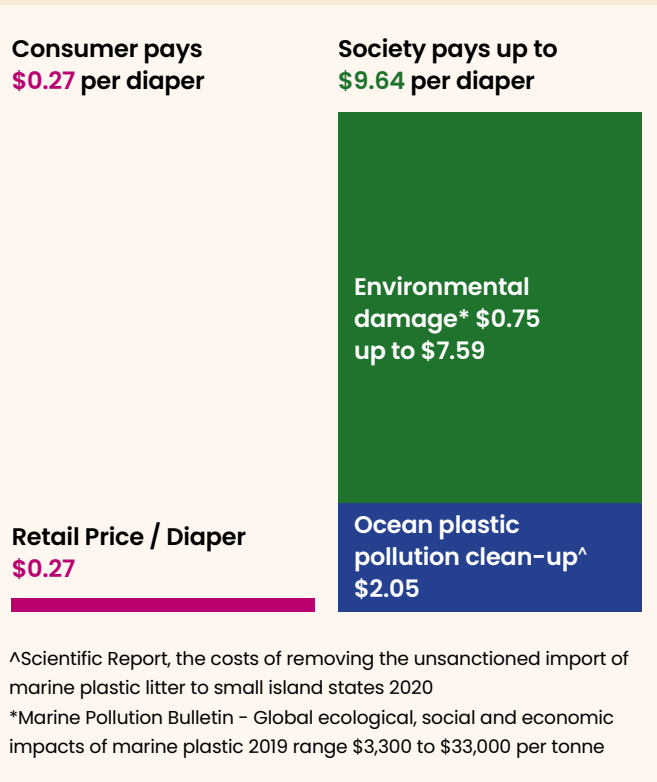 Consumer pays
$0.27 per diaper
Society pays up to
$9.64 per diaper
Environmental
damage* $0.75
up to $7.59
Retail Price / Diaper
$0.27
Ocean plastic
pollution clean-up^
$2.05
^Scientific Report, the costs of removing the unsanctioned import of
marine plastic litter to small island states 2020
*Marine Pollution Bulletin - Global ecological, social and economic
impacts of marine plastic 2019 range $3,300 to $33,000 per tonne